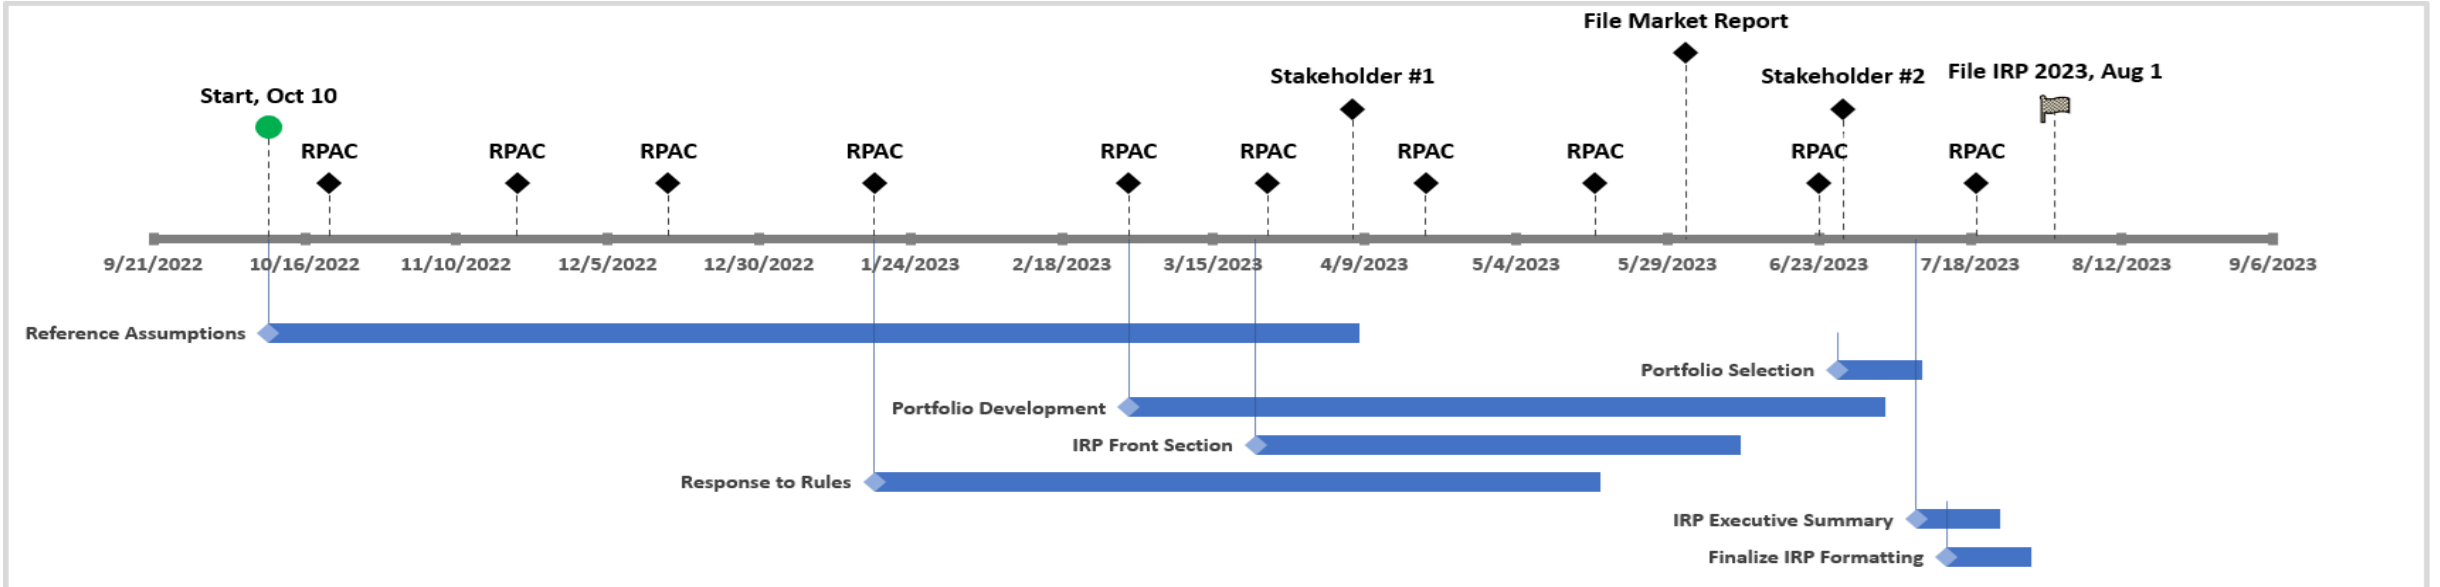 File Market Report
Stakeholder #1
Stakeholder #2
File IRP 2023, Aug 1
Start, Oct 10
RPAC RPAC RPAC RPAC RPAC RPAC RPAC RPAC RPAC RPAC
9/21/2022 10/16/2022 11/10/2022 12/5/2022 12/30/2022 1/24/2023 2/18/2023 3/15/2023 4/9/2023 5/4/2023 5/29/2023 6/23/2023 7/18/2023 8/12/2023 9/6/2023
Reference Assumptions
Portfolio Selection
Portfolio Development
IRP Front Section
Response to Rules
IRP Executive Summary
Finalize IRP Formatting